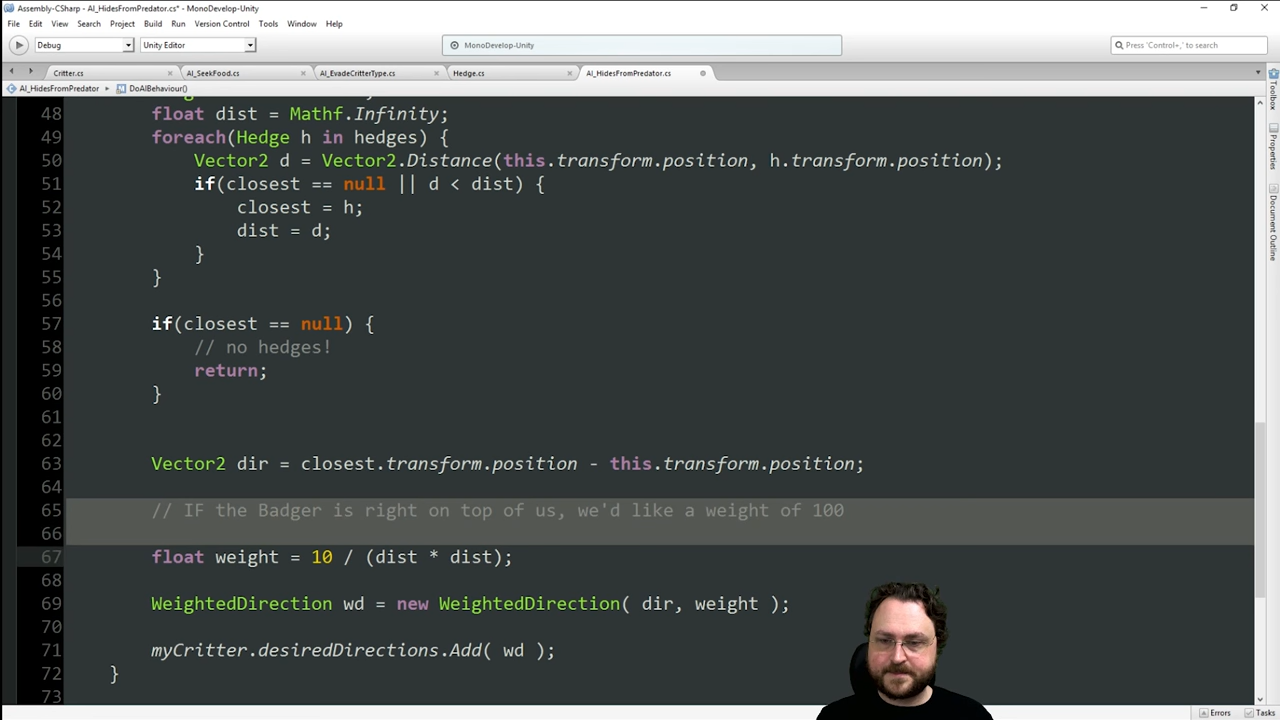 Assembly-CSharp - AI_HidesFromPredator.cs* - MonoDevelop-Unity
File Edit View Search Project Build Run Version Control Tools Window Help
Debug Unity Editor MonoDevelop-Unity Press 'Control+,' to search
Critter.cs AI_SeekFood.cs AI_EvadeCritterType.cs Hedge.cs AI_HidesFromPredator.cs
AI_HidesFromPredator DoAIBehaviour()
48 float dist = Mathf.Infinity;
49 foreach(Hedge h in hedges) {
50 Vector2 d = Vector2.Distance(this.transform.position, h.transform.position);
51 if(closest == null || d < dist) {
52 closest = h;
53 dist = d;
54 }
55 }
56
57 if(closest == null) {
58 // no hedges!
59 return;
60 }
61
62
63 Vector2 dir = closest.transform.position - this.transform.position;
64
65 // IF the Badger is right on top of us, we'd like a weight of 100
66
67 float weight = 10 / (dist * dist);
68
69 WeightedDirection wd = new WeightedDirection( dir, weight );
70
71 myCritter.desiredDirections.Add( wd );
72 }
73
Toolbox
Properties
Document Outline
Errors Tasks